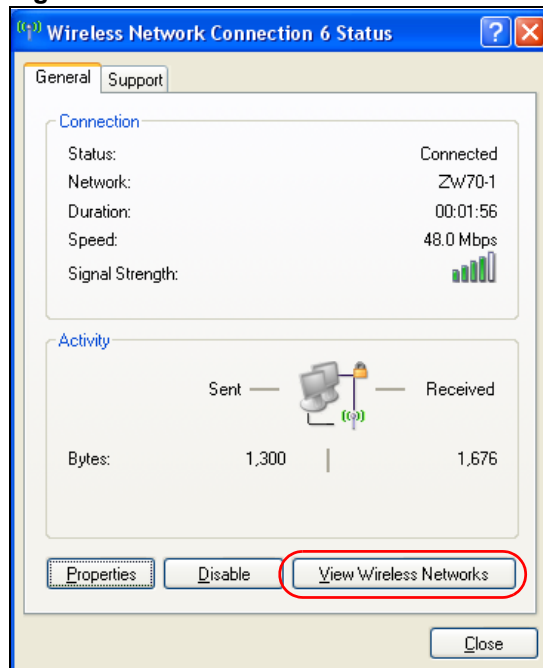 Wireless Network Connection 6 Status
General Support
Connection
Status: Connected
Network: ZW70-1
Duration: 00:01:56
Speed: 48.0 Mbps
Signal Strength:
Activity
Sent Received
Bytes: 1,300 1,676
Properties Disable View Wireless Networks
Close